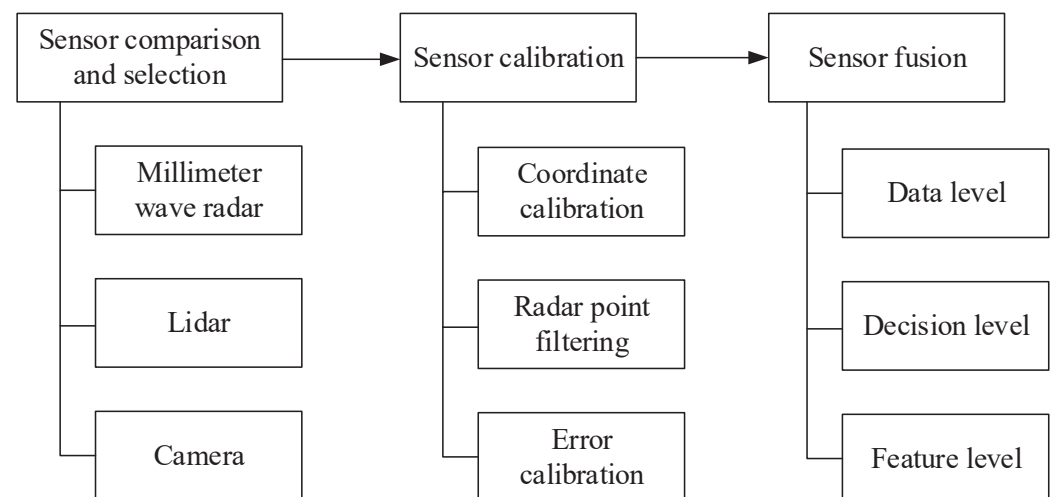 Sensor comparison
and selection
Sensor calibration
Sensor fusion
Millimeter
wave radar
Lidar
Camera
Coordinate
calibration
Radar point
filtering
Error
calibration
Data level
Decision level
Feature level